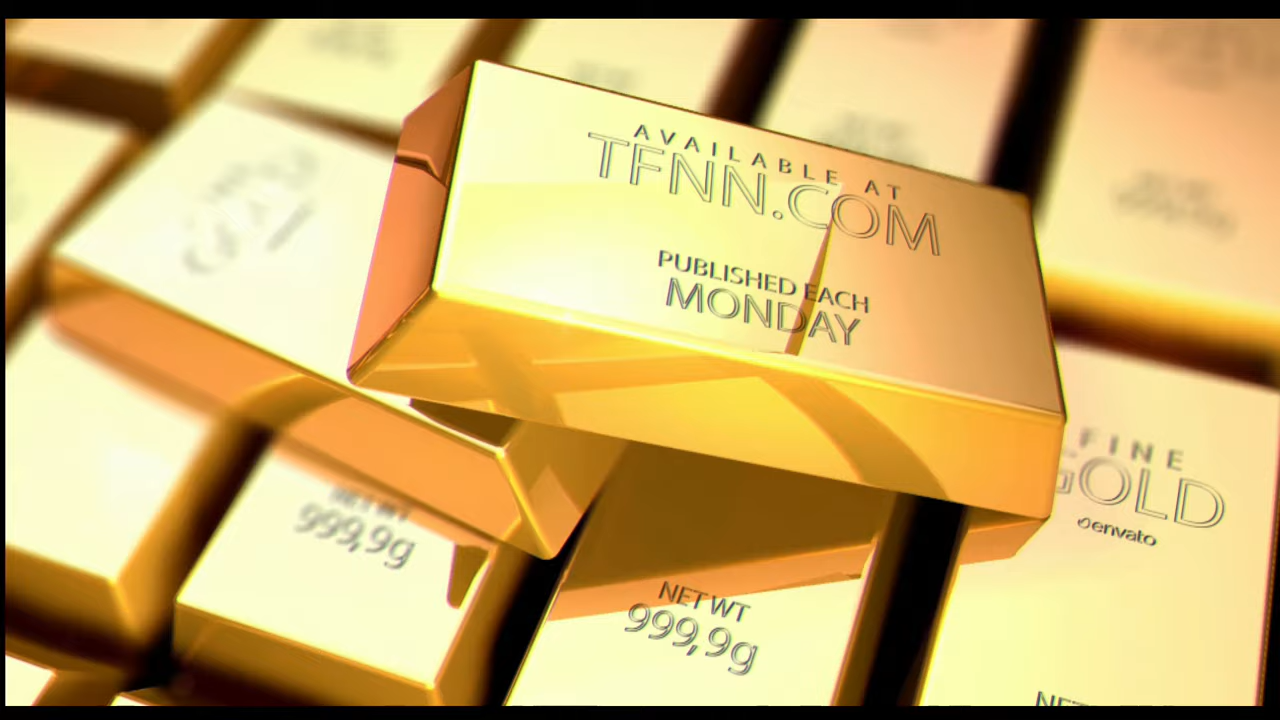 AVAILABLE AT
TFNN.COM
PUBLISHED EACH
MONDAY
FINE
GOLD
envato
999,9g
NET WT
999,9g